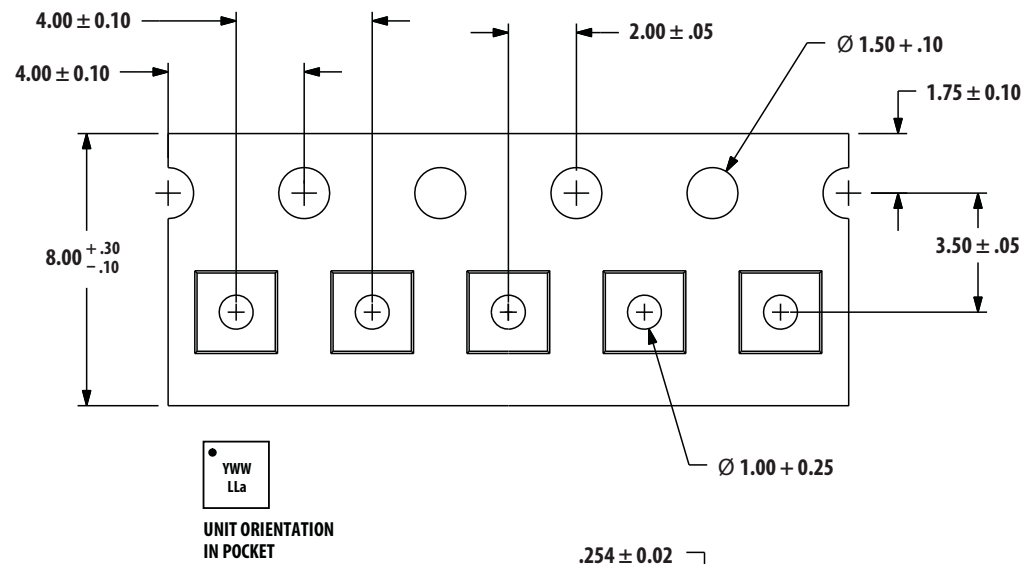 4.00 ± 0.10
2.00 ± .05
Ø 1.50 + .10
4.00 ± 0.10
1.75 ± 0.10
8.00 + .30 − .10
3.50 ± .05
Ø 1.00 + 0.25
YWW
LLa
UNIT ORIENTATION
IN POCKET
.254 ± 0.02